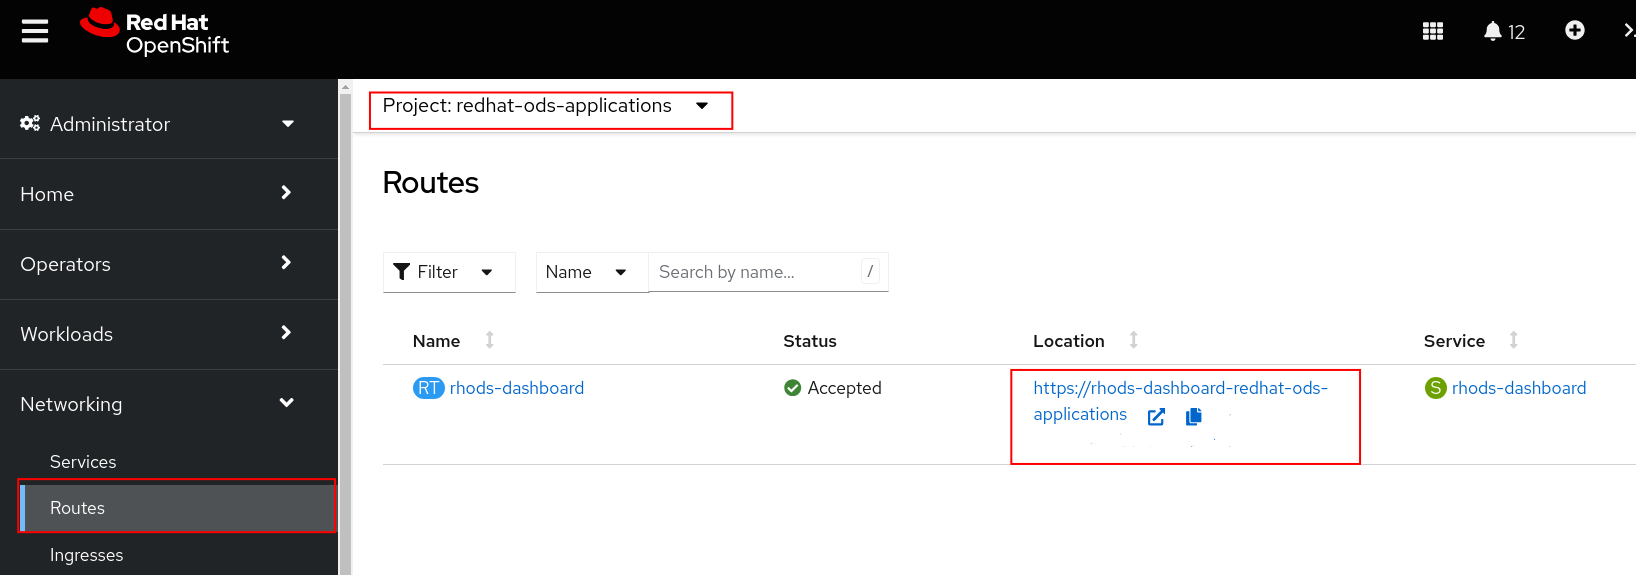 Red Hat
OpenShift
12
Administrator
Home
Operators
Workloads
Networking
Services
Routes
Ingresses
Project: redhat-ods-applications
Routes
Filter
Name
Search by name...
/
Name
Status
Location
Service
RT rhods-dashboard
Accepted
https://rhods-dashboard-redhat-ods-
applications
S rhods-dashboard